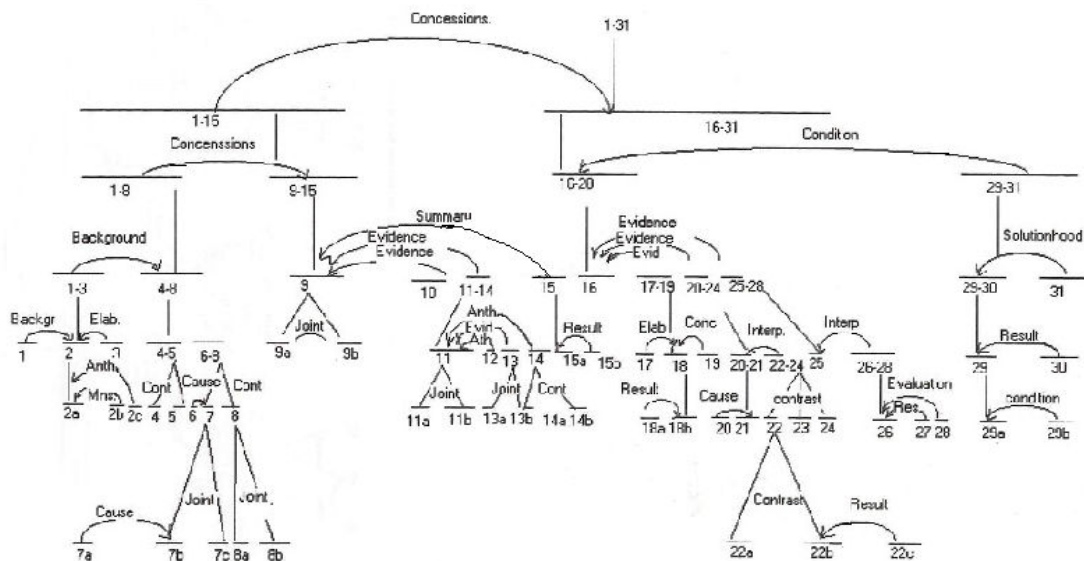 Concessions.
1-31
1-15
16-31
Concenssions
Condition
1-8
9-15
16-20
29-31
Background
Summaru
Evidence
Evidence
Evidence
Evidence
Evid
Solutionhood
1-3
4-8
9
10
11-14
15
16
17-19
20-24
25-28
29-30
31
Backgr
Elab.
Joint
Anth.
Evid
Ath
Result
Elab
Conc
Interp.
Interp
Result
1
2
3
4-5
6-8
9a
9b
11
12
13
14
15a
15b
17
18
19
20-21
22-24
25
26-28
29
30
Anth
Mns
Cont
Cause
Cont
Joint
Joint
Cont
Result
Cause
contrast
Evaluation
Res.
condition
2a
2b
2c
4
5
6
7
8
11a
11b
13a
13b
14a
14b
18a
18b
20
21
22
23
24
26
27
28
29a
29b
Cause
Joint
Joint
Contrast
Result
7a
7b
7c
8a
8b
22a
22b
22c